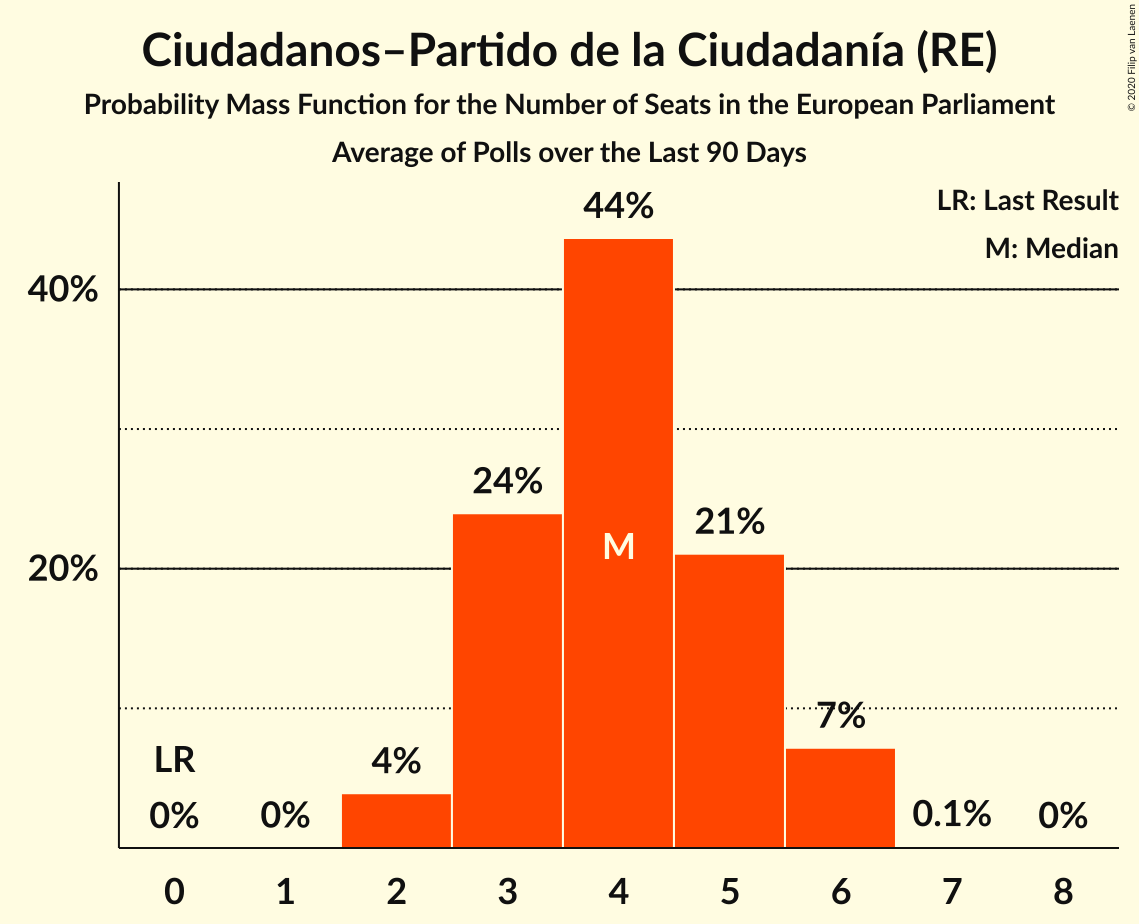 Ciudadanos–Partido de la Ciudadanía (RE)
Probability Mass Function for the Number of Seats in the European Parliament
Average of Polls over the Last 90 Days
© 2020 Filip van Laenen
LR: Last Result
M: Median
44%
40%
24%
21%
M
20%
7%
LR
4%
0%
0%
0.1%
0%
0 1 2 3 4 5 6 7 8